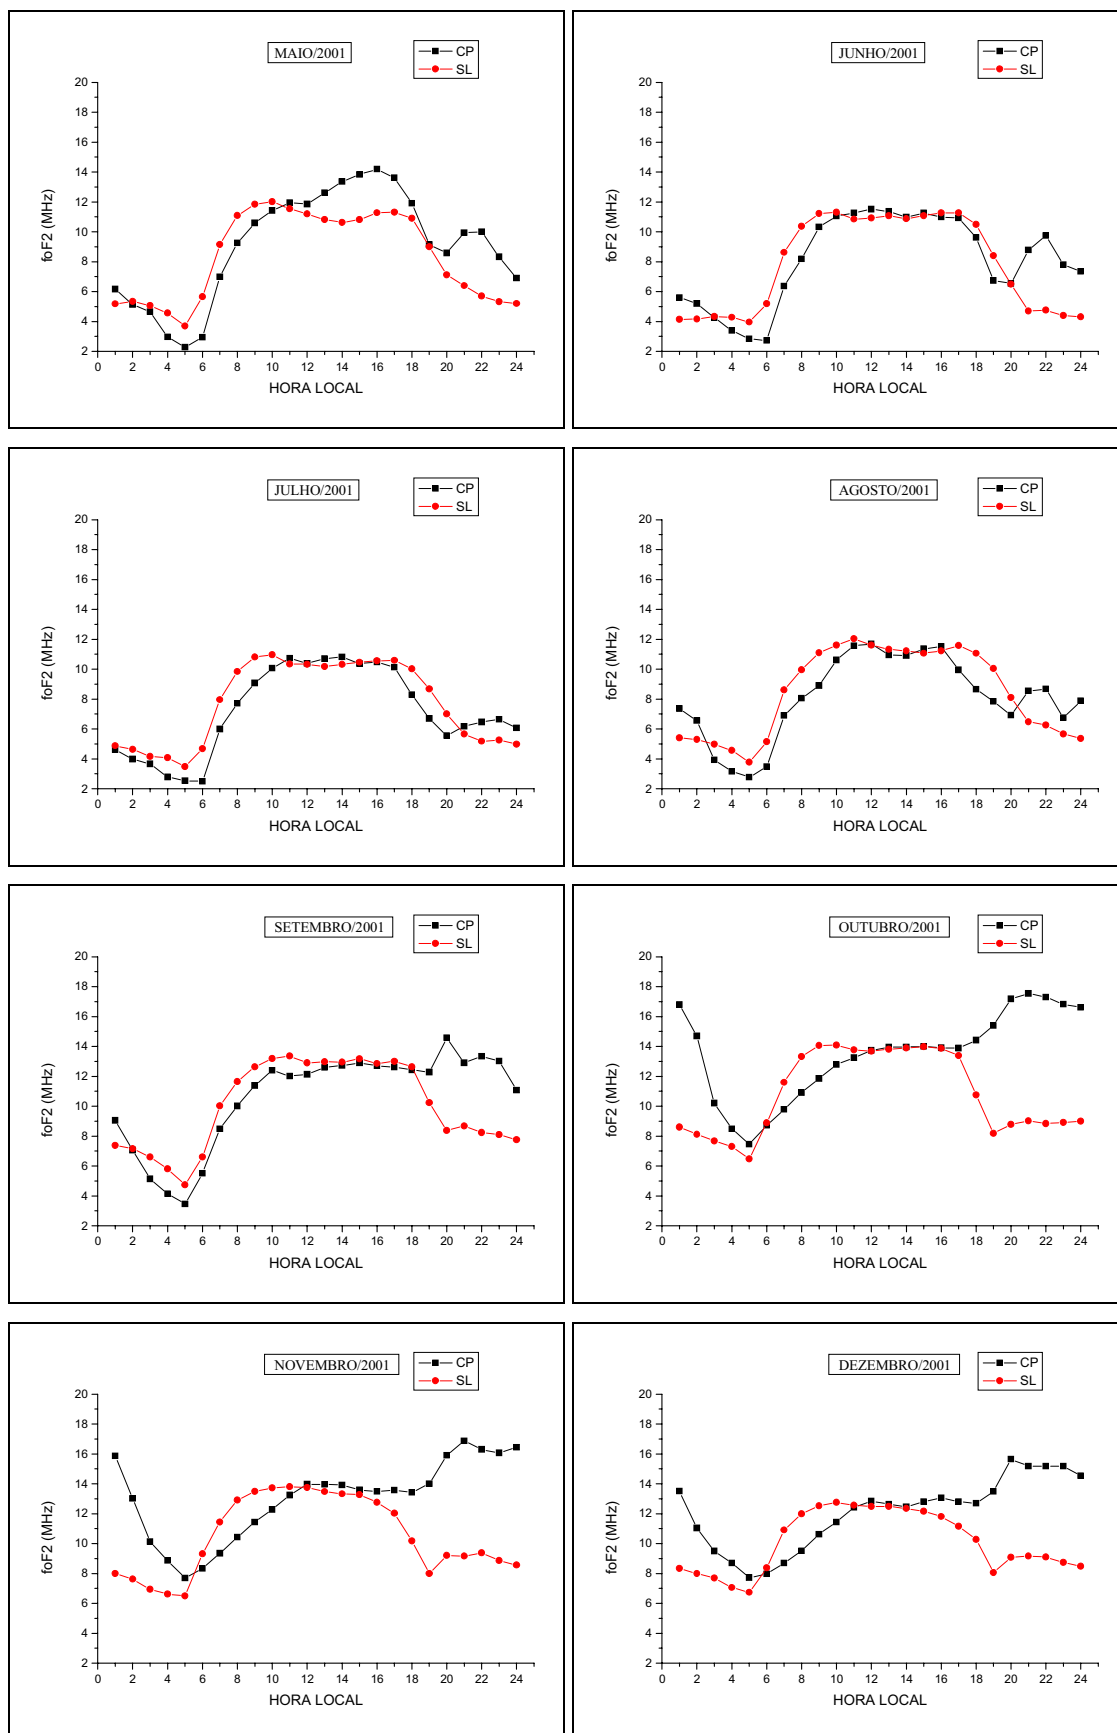 MAIO/2001
CP
SL
20
18
16
14
12
10
8
6
4
2
foF2 (MHz)
0 2 4 6 8 10 12 14 16 18 20 22 24
HORA LOCAL
JUNHO/2001
CP
SL
20
18
16
14
12
10
8
6
4
2
foF2 (MHz)
0 2 4 6 8 10 12 14 16 18 20 22 24
HORA LOCAL
JULHO/2001
CP
SL
20
18
16
14
12
10
8
6
4
2
foF2 (MHz)
0 2 4 6 8 10 12 14 16 18 20 22 24
HORA LOCAL
AGOSTO/2001
CP
SL
20
18
16
14
12
10
8
6
4
2
foF2 (MHz)
0 2 4 6 8 10 12 14 16 18 20 22 24
HORA LOCAL
SETEMBRO/2001
CP
SL
20
18
16
14
12
10
8
6
4
2
foF2 (MHz)
0 2 4 6 8 10 12 14 16 18 20 22 24
HORA LOCAL
OUTUBRO/2001
CP
SL
20
18
16
14
12
10
8
6
4
2
foF2 (MHz)
0 2 4 6 8 10 12 14 16 18 20 22 24
HORA LOCAL
NOVEMBRO/2001
CP
SL
20
18
16
14
12
10
8
6
4
2
foF2 (MHz)
0 2 4 6 8 10 12 14 16 18 20 22 24
HORA LOCAL
DEZEMBRO/2001
CP
SL
20
18
16
14
12
10
8
6
4
2
foF2 (MHz)
0 2 4 6 8 10 12 14 16 18 20 22 24
HORA LOCAL